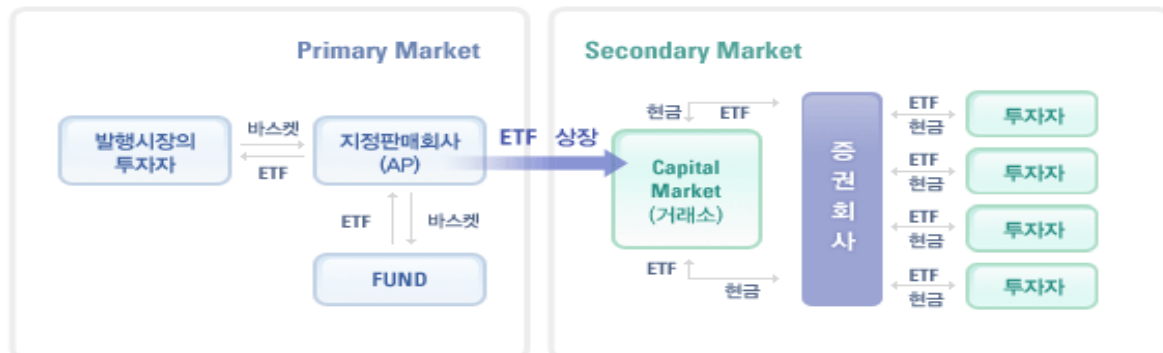 Primary Market
발행시장의
투자자
바스켓
ETF
지정판매회사
(AP)
ETF
바스켓
FUND
ETF 상장
Secondary Market
현금
ETF
Capital
Market
(거래소)
ETF
현금
증
권
회
사
ETF
현금
투자자
ETF
현금
투자자
ETF
현금
투자자
ETF
현금
투자자